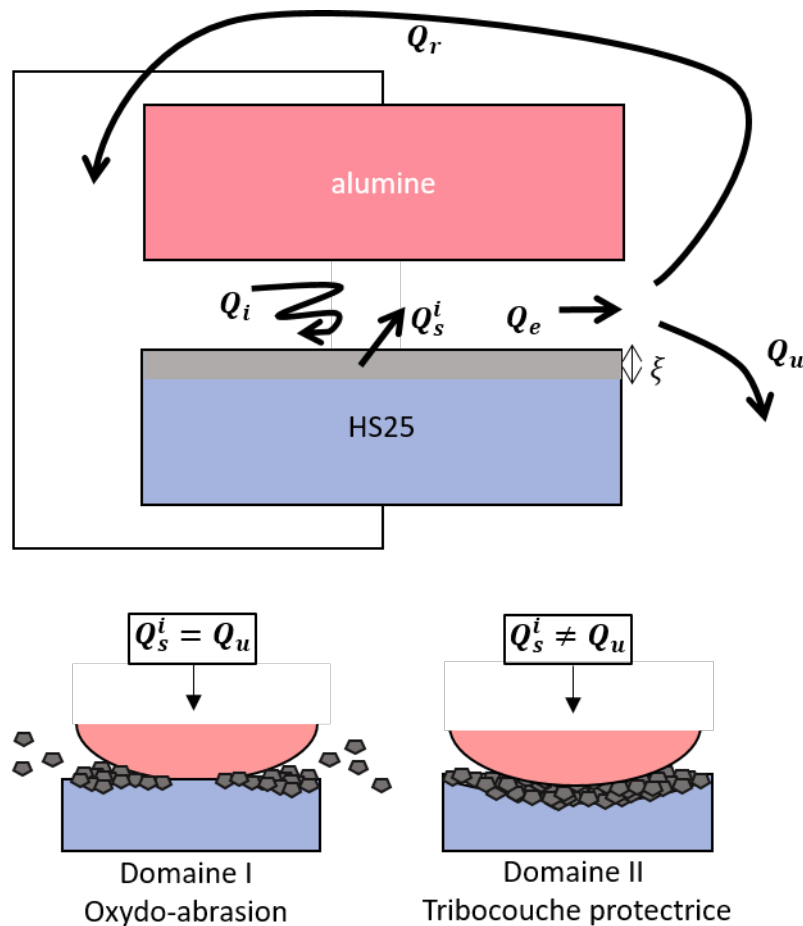 Q_r
alumine
Q_i
Q_s^i
Q_e
Q_u
ξ
HS25
Q_s^i = Q_u
Q_s^i ≠ Q_u
Domaine I
Oxydo-abrasion
Domaine II
Tribocouche protectrice